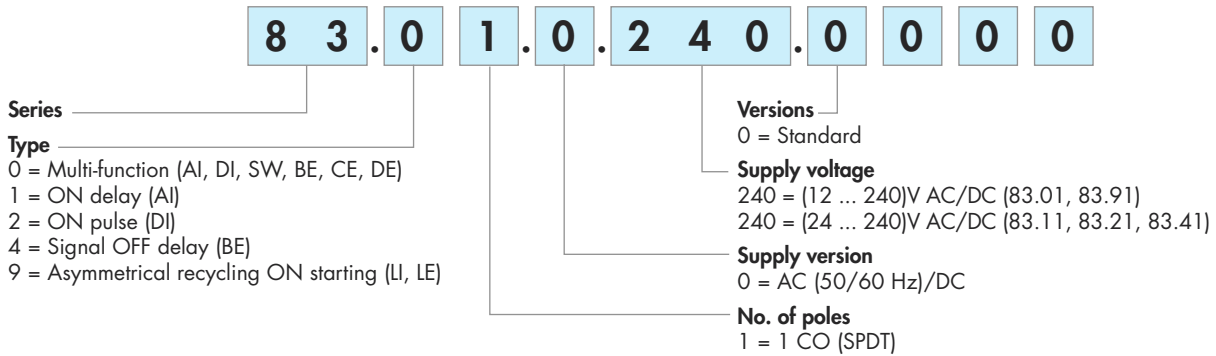 8 3 . 0 1 . 0 . 2 4 0 . 0 0 0 0
Series
Type
0 = Multi-function (AI, DI, SW, BE, CE, DE)
1 = ON delay (AI)
2 = ON pulse (DI)
4 = Signal OFF delay (BE)
9 = Asymmetrical recycling ON starting (LI, LE)
Versions
0 = Standard
Supply voltage
240 = (12 ... 240)V AC/DC (83.01, 83.91)
240 = (24 ... 240)V AC/DC (83.11, 83.21, 83.41)
Supply version
0 = AC (50/60 Hz)/DC
No. of poles
1 = 1 CO (SPDT)